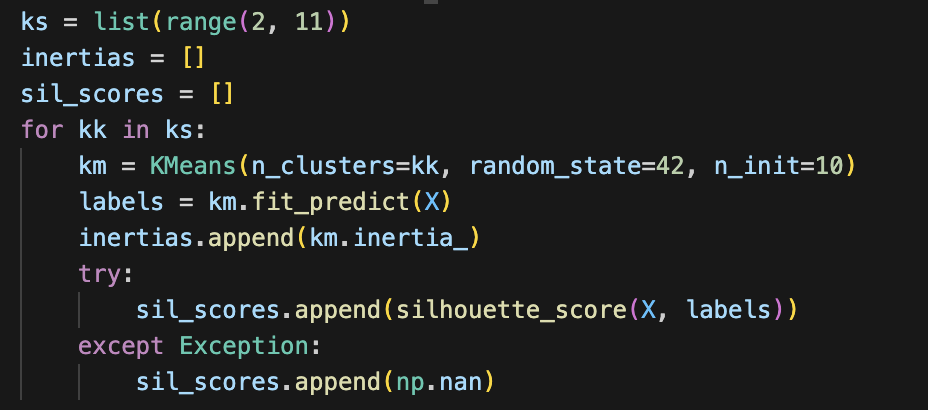 ks = list(range(2, 11))
inertias = []
sil_scores = []
for kk in ks:
    km = KMeans(n_clusters=kk, random_state=42, n_init=10)
    labels = km.fit_predict(X)
    inertias.append(km.inertia_)
    try:
        sil_scores.append(silhouette_score(X, labels))
    except Exception:
        sil_scores.append(np.nan)